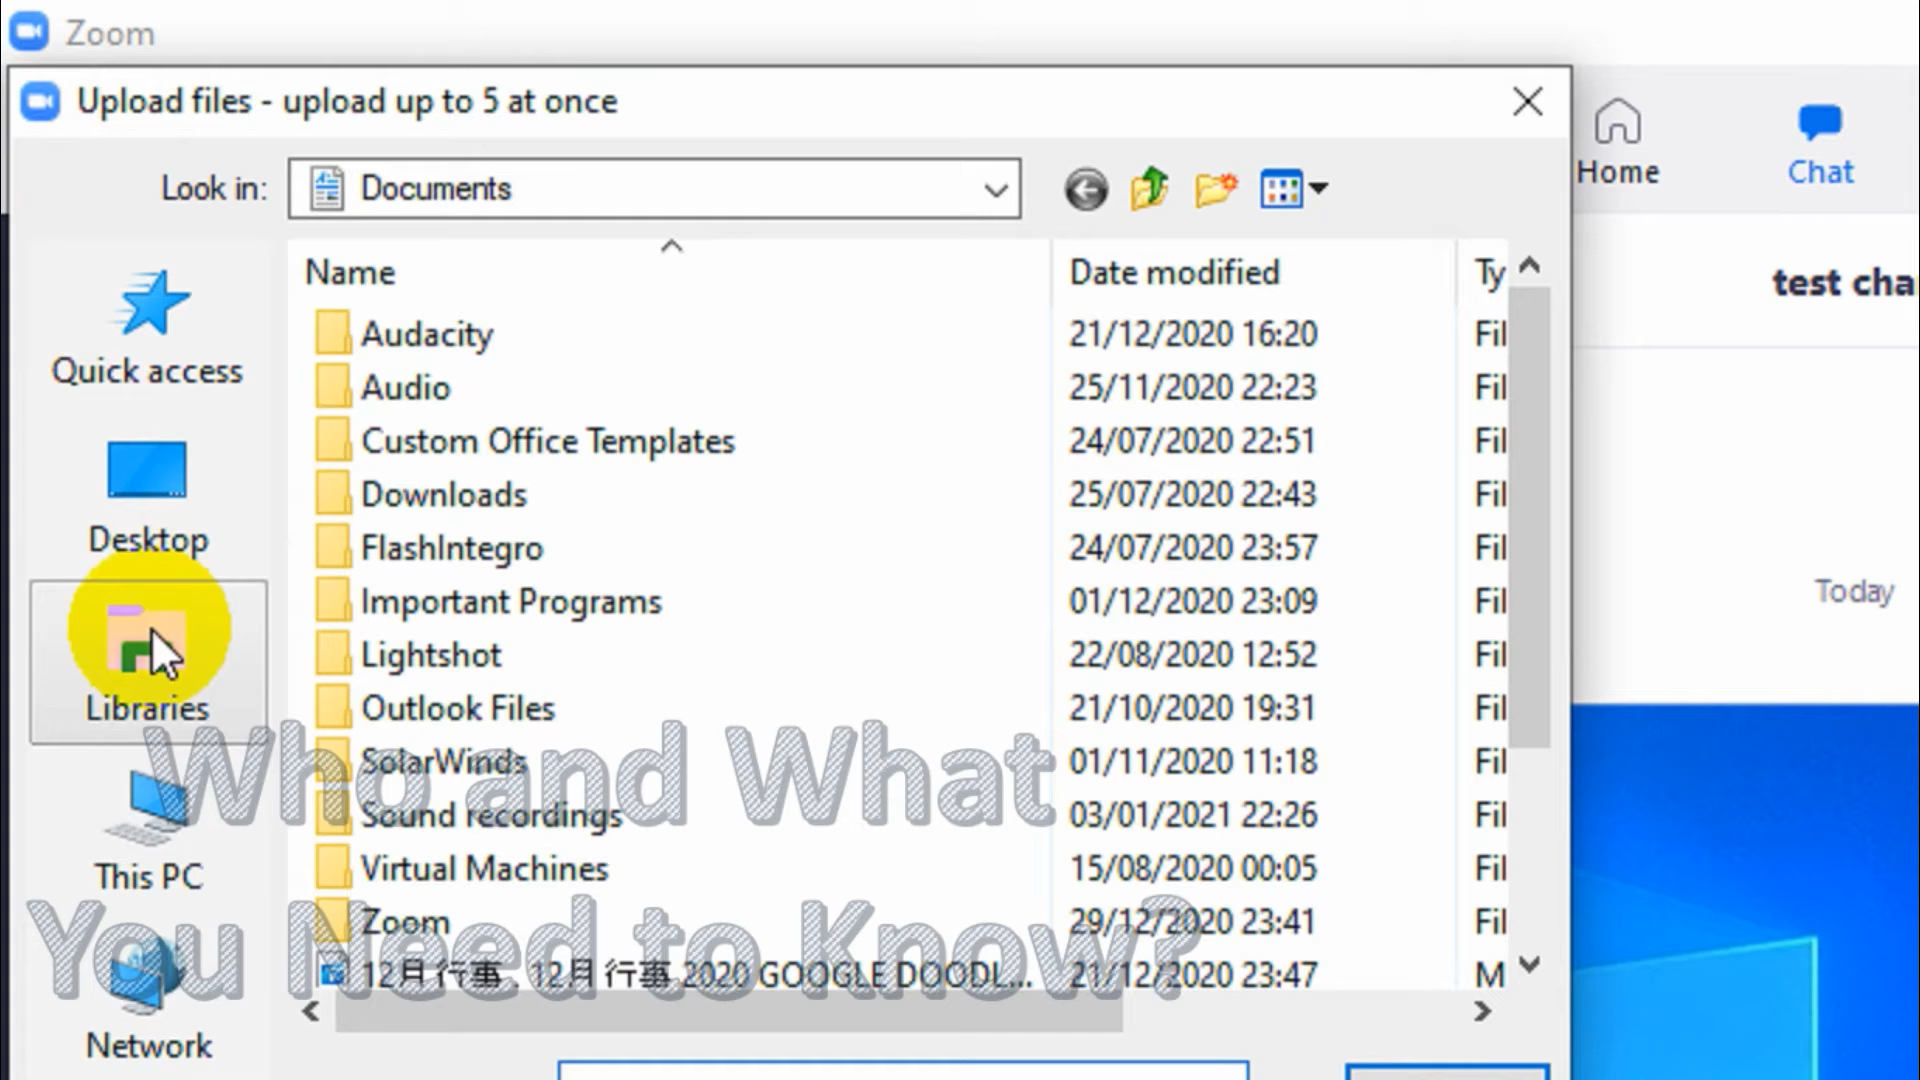 Zoom
Upload files - upload up to 5 at once
Home
Chat
Look in:
Documents
Name
Date modified
Ty
test cha
Quick access
Desktop
Libraries
This PC
Network
Audacity 21/12/2020 16:20 Fil
Audio 25/11/2020 22:23 Fil
Custom Office Templates 24/07/2020 22:51 Fil
Downloads 25/07/2020 22:43 Fil
FlashIntegro 24/07/2020 23:57 Fil
Important Programs 01/12/2020 23:09 Fil
Lightshot 22/08/2020 12:52 Fil
Outlook Files 21/10/2020 19:31 Fil
SolarWinds 01/11/2020 11:18 Fil
Sound recordings 03/01/2021 22:26 Fil
Virtual Machines 15/08/2020 00:05 Fil
Zoom 29/12/2020 23:41 Fil
12月行事 . 12月 行事 2020 GOOGLE DOODL... 21/12/2020 23:47 M
Today
Who and What
You Need to Know?